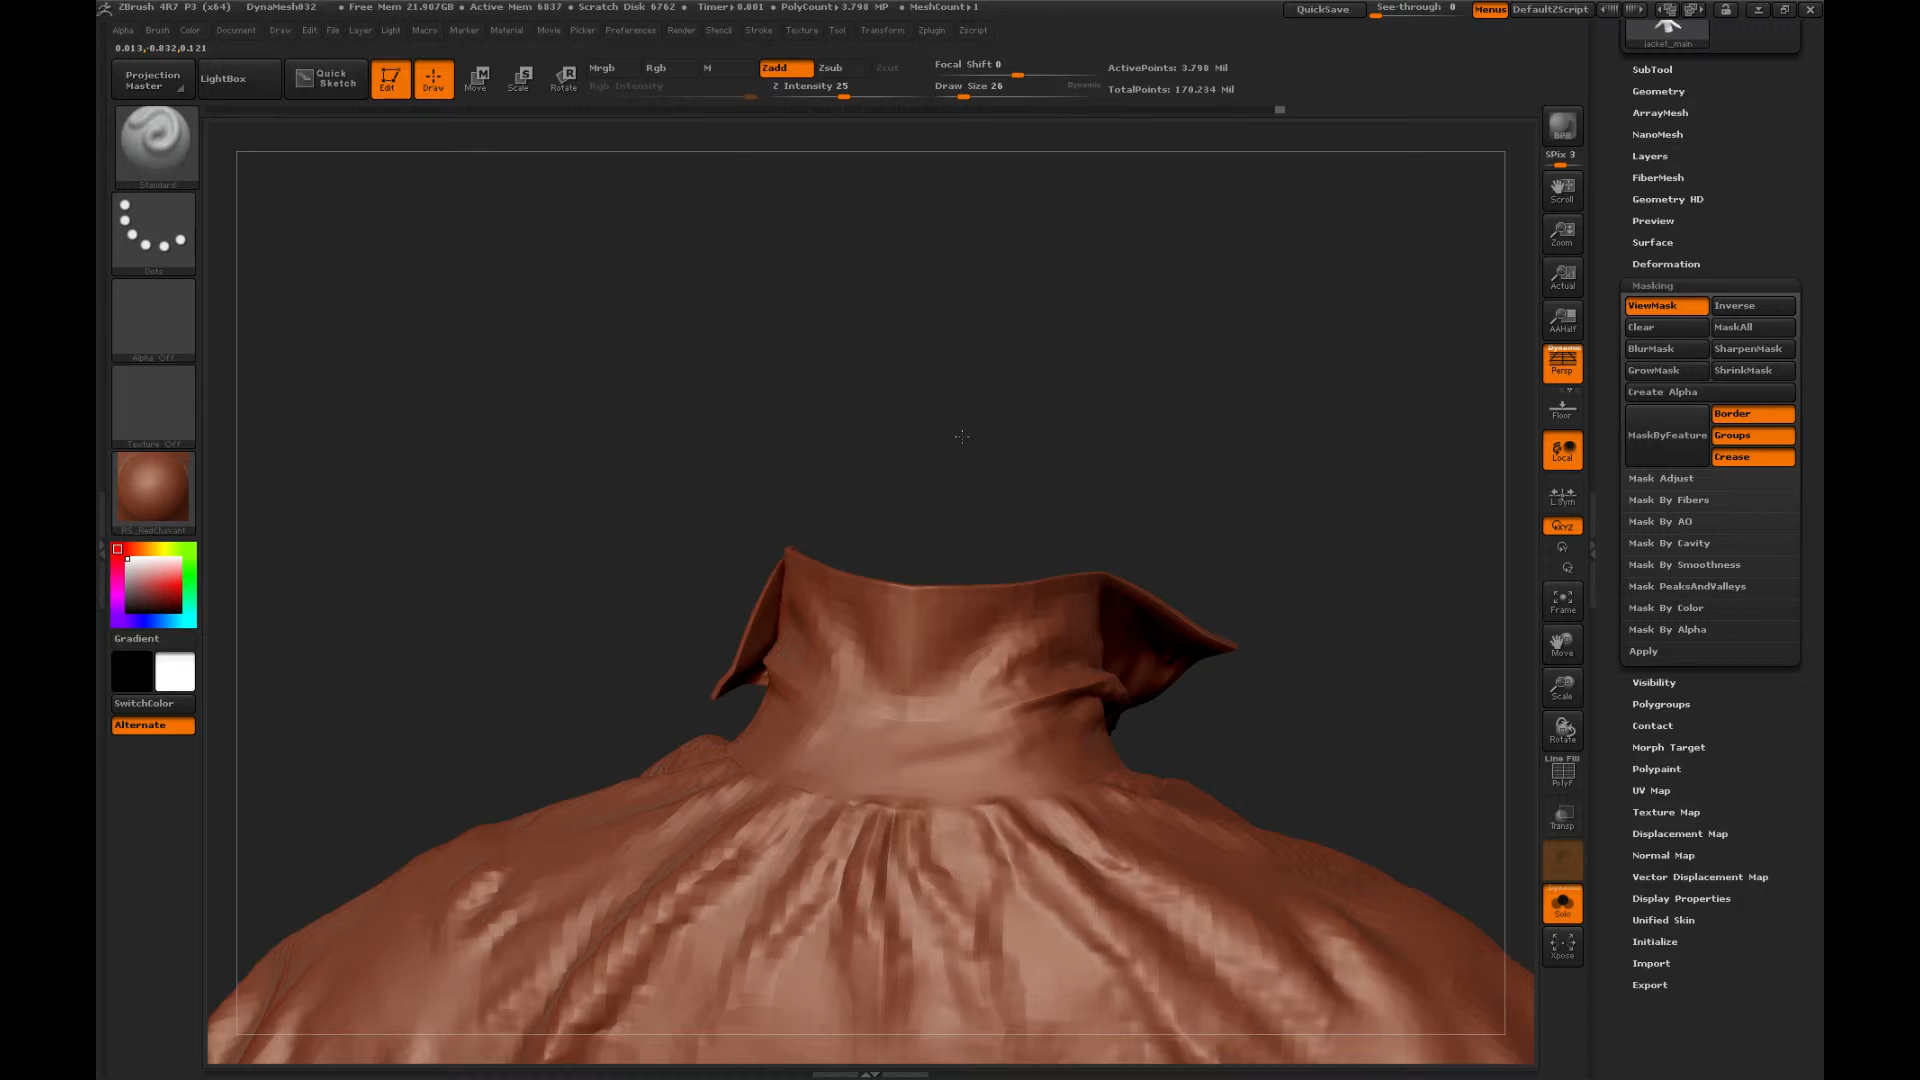 ZBrush 4R7 P3 (x64) DynaMesh032 • Free Mem 21.907GB • Active Mem 6837 • Scratch Disk 6762 • Timer▸0.001 • PolyCount▸3.798 MP • MeshCount▸1
QuickSave See-through 0 Menus DefaultZScript
Alpha Brush Color Document Draw Edit File Layer Light Macro Marker Material Movie Picker Preferences Render Stencil Stroke Texture Tool Transform Zplugin Zscript
0.013,-0.832,0.121
Projection Master
LightBox
Quick Sketch
Edit
Draw
Move
Scale
Rotate
Mrgb Rgb M
Rgb Intensity
Zadd Zsub Zcut
Z Intensity 25
Focal Shift 0
Draw Size 26
Dynamic
ActivePoints: 3.798 Mil
TotalPoints: 170.234 Mil
Standard
Dots
Alpha Off
Texture Off
RS_RedChavant
Gradient
SwitchColor
Alternate
BPR
SPix 3
Scroll
Zoom
Actual
AAHalf
Dynamic
Persp
Floor
Local
L.Sym
XYZ
Frame
Move
Scale
Rotate
Line Fill
PolyF
Transp
Dynamic
Solo
Xpose
jacket_main
SubTool
Geometry
ArrayMesh
NanoMesh
Layers
FiberMesh
Geometry HD
Preview
Surface
Deformation
Masking
ViewMask Inverse
Clear MaskAll
BlurMask SharpenMask
GrowMask ShrinkMask
Create Alpha
MaskByFeature
Border
Groups
Crease
Mask Adjust
Mask By Fibers
Mask By AO
Mask By Cavity
Mask By Smoothness
Mask PeaksAndValleys
Mask By Color
Mask By Alpha
Apply
Visibility
Polygroups
Contact
Morph Target
Polypaint
UV Map
Texture Map
Displacement Map
Normal Map
Vector Displacement Map
Display Properties
Unified Skin
Initialize
Import
Export